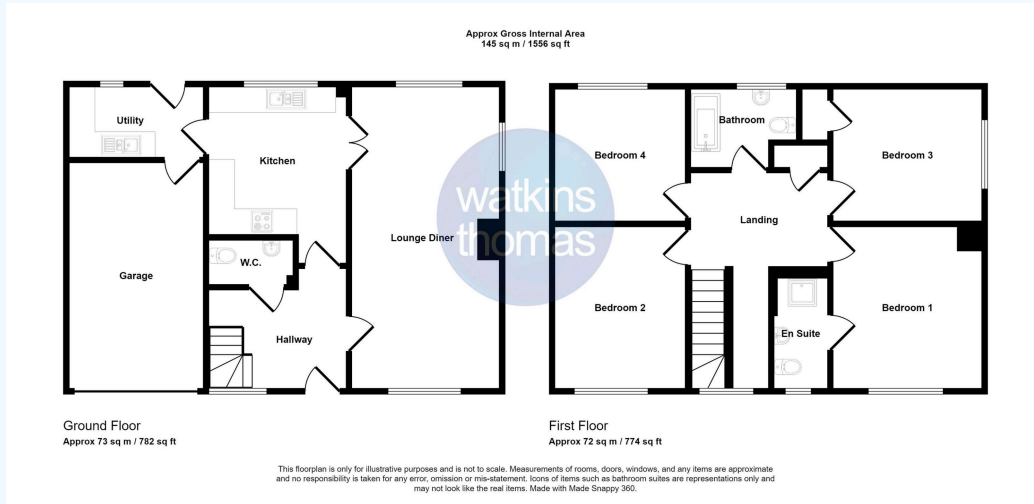 Approx Gross Internal Area
145 sq m / 1556 sq ft
Utility
Kitchen
Lounge Diner
W.C.
Garage
Hallway
Bathroom
Bedroom 4
Bedroom 3
Landing
Bedroom 2
En Suite
Bedroom 1
watkins
thomas
Ground Floor
Approx 73 sq m / 782 sq ft
First Floor
Approx 72 sq m / 774 sq ft
This floorplan is only for illustrative purposes and is not to scale. Measurements of rooms, doors, windows, and any items are approximate
and no responsibility is taken for any error, omission or mis-statement. Icons of items such as bathroom suites are representations only and
may not look like the real items. Made with Made Snappy 360.